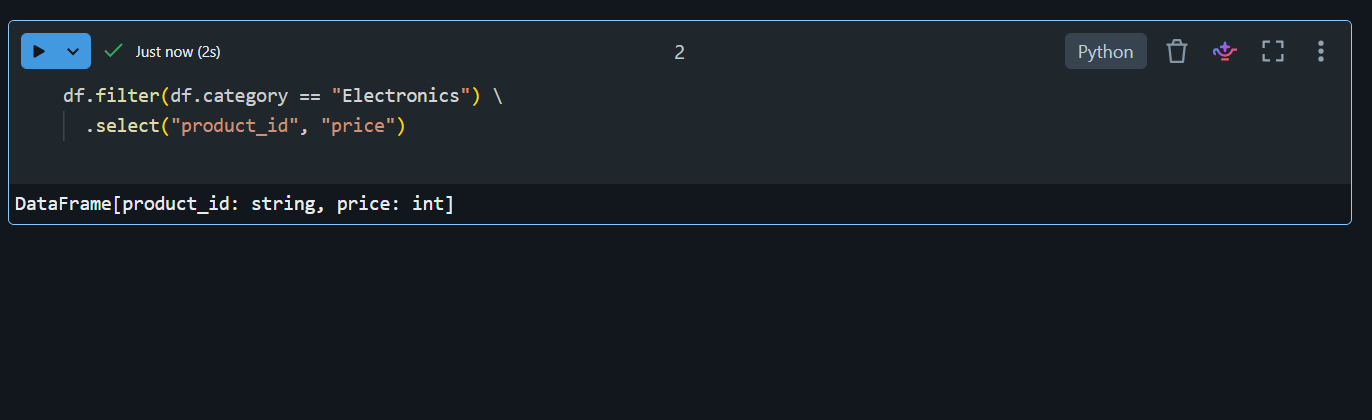 Just now (2s)
2
Python
df.filter(df.category == "Electronics") \
.select("product_id", "price")
DataFrame[product_id: string, price: int]